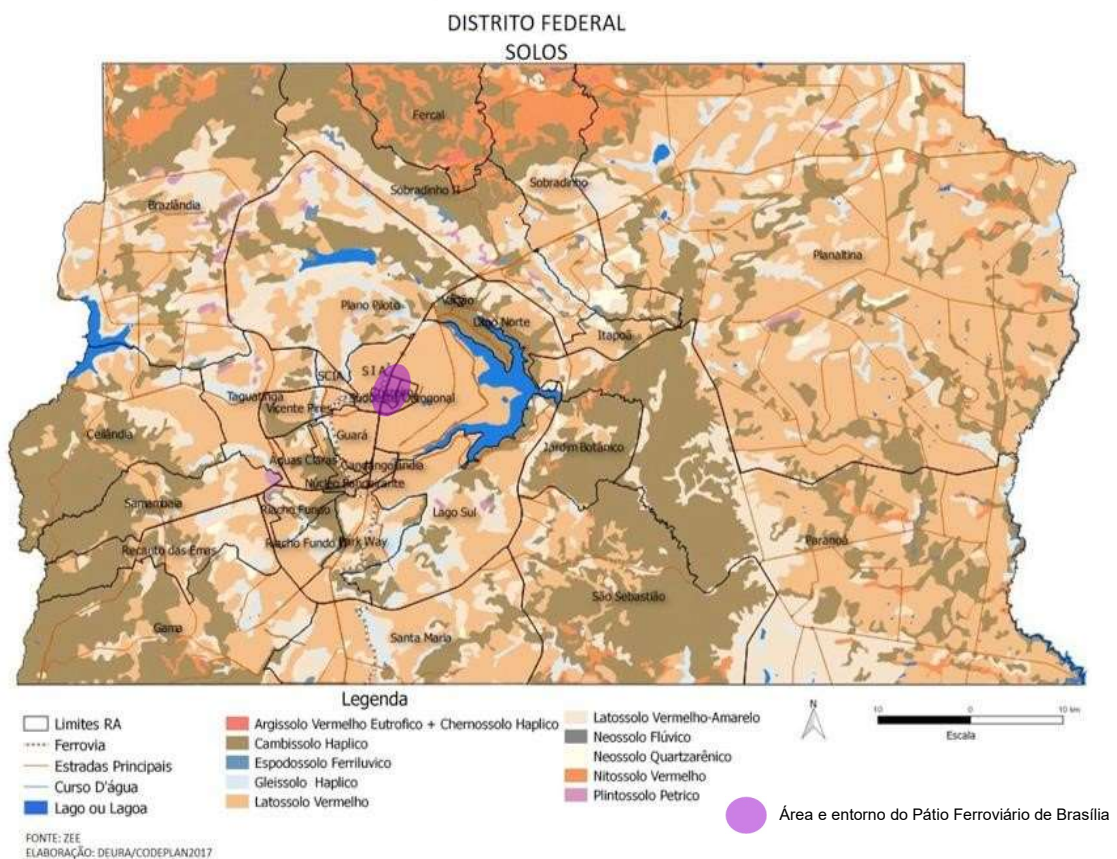 DISTRITO FEDERAL
SOLOS
Fercal
Sobradinho II
Sobradinho
Brazlândia
Planaltina
Plano Piloto
Varjão
Lago Norte
Itapoã
S I A
SCIA
Taguatinga
Vicente Pires
Guará
Ceilândia
Jardim Botânico
Águas Claras
Candangolândia
Núcleo Bandeirante
Samambaia
Riacho Fundo
Lago Sul
Recanto das Emas
Riacho Fundo
Park Way
Paranoá
São Sebastião
Gama
Santa Maria
Legenda
Limites RA
Ferrovia
Estradas Principais
Curso D'água
Lago ou Lagoa
Argissolo Vermelho Eutrofico + Chernossolo Haplico
Cambissolo Haplico
Espodossolo Ferriluvico
Gleissolo Haplico
Latossolo Vermelho
Latossolo Vermelho-Amarelo
Neossolo Flúvico
Neossolo Quartzarênico
Nitossolo Vermelho
Plintossolo Petrico
N
10 0 10 km
Escala
Área e entorno do Pátio Ferroviário de Brasília
FONTE: ZEE
ELABORAÇÃO: DEURA/CODEPLAN2017